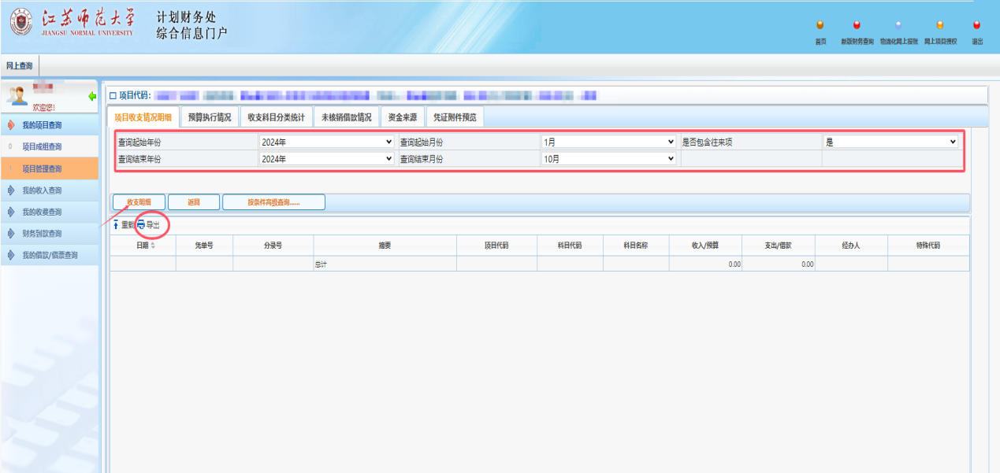 江苏师范大学
JIANGSU NORMAL UNIVERSITY
计划财务处
综合信息门户
首页 新版财务查询 物流化网上报账 网上项目授权 退出
网上查询
欢迎您!
我的项目查询
项目成组查询
项目管理查询
我的收入查询
我的收费查询
财务到款查询
我的借款/借票查询
项目代码:
项目收支情况明细 预算执行情况 收支科目分类统计 未核销借款情况 资金来源 凭证附件预览
查询起始年份 2024年 查询起始月份 1月 是否包含往来项 是
查询结束年份 2024年 查询结束月份 10月
收支明细 返回 按条件高级查询......
重载 导出
日期 凭单号 分录号 摘要 项目代码 科目代码 科目名称 收入/预算 支出/借款 经办人 特殊代码
总计 0.00 0.00